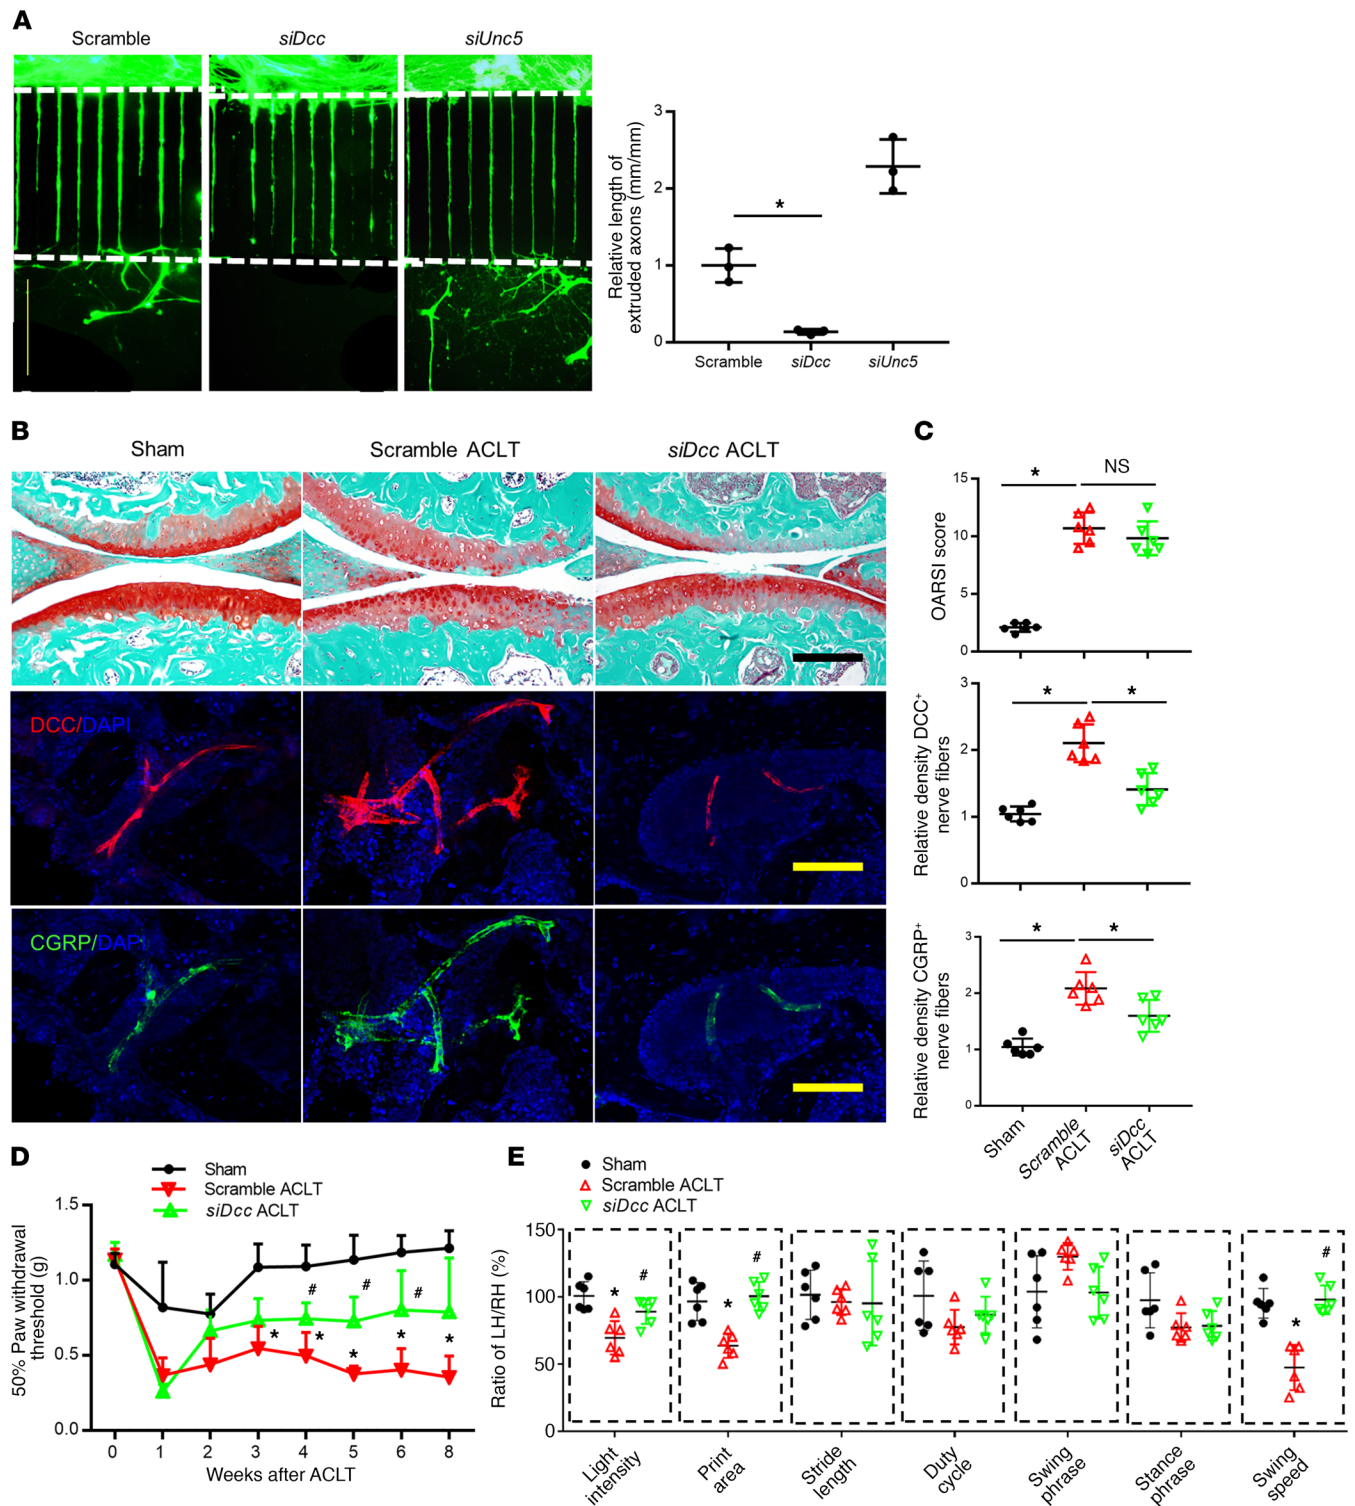 A
Scramble
siDcc
siUnc5
Relative length of
extruded axons (mm/mm)
3
2
1
0
*
Scramble
siDcc
siUnc5
B
Sham
Scramble ACLT
siDcc ACLT
DCC/DAPI
CGRP/DAPI
C
OARSI score
15
10
5
0
*
NS
Relative density DCC+
nerve fibers
3
2
1
0
*
*
Relative density CGRP+
nerve fibers
3
2
1
0
*
*
Sham
Scramble
ACLT
siDcc
ACLT
D
Sham
Scramble ACLT
siDcc ACLT
50% Paw withdrawal
threshold (g)
1.5
1.0
0.5
0.0
# # #
* * * * *
0 1 2 3 4 5 6 8
Weeks after ACLT
E
Sham
Scramble ACLT
siDcc ACLT
Ratio of LH/RH (%)
150
100
50
0
* #
* #
* #
Light
intensity
Print
area
Stride
length
Duty
cycle
Swing
phrase
Stance
phrase
Swing
speed